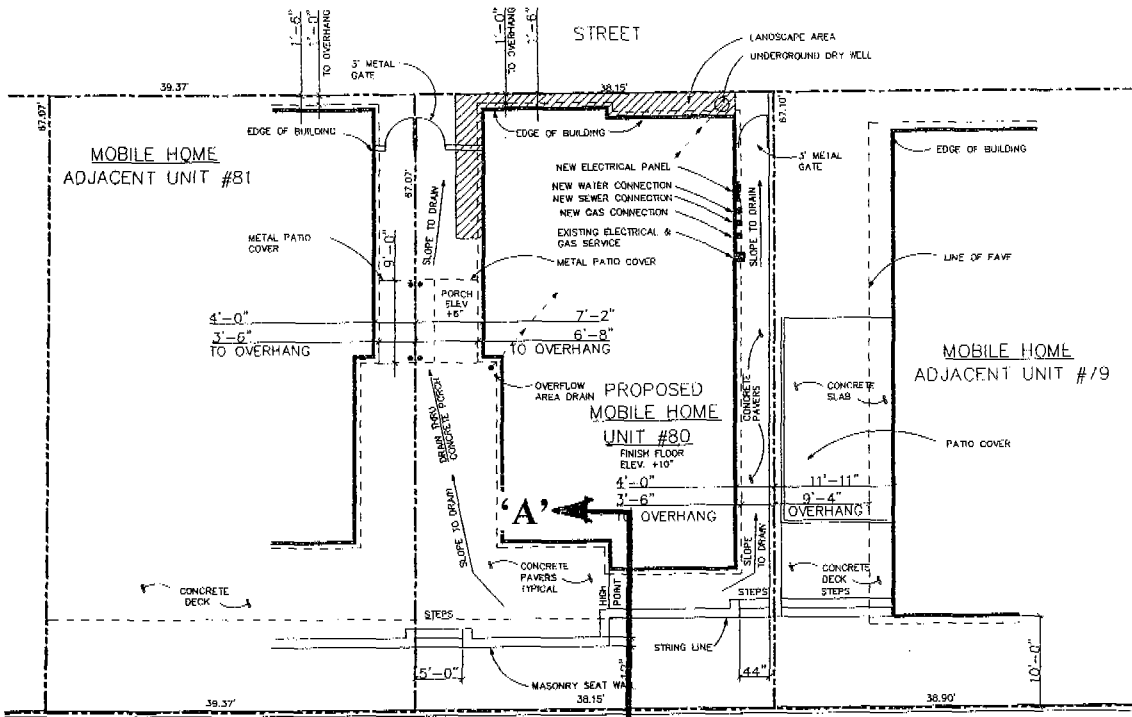 STREET
1'-6"
TO OVERHANG
1'-0"
TO OVERHANG
1'-6"
LANDSCAPE AREA
UNDERGROUND DRY WELL
3' METAL
GATE
39.37'
38.15'
67.07'
67.07'
67.10'
EDGE OF BUILDING
EDGE OF BUILDING
EDGE OF BUILDING
MOBILE HOME
ADJACENT UNIT #81
3' METAL
GATE
NEW ELECTRICAL PANEL
NEW WATER CONNECTION
NEW SEWER CONNECTION
NEW GAS CONNECTION
EXISTING ELECTRICAL &
GAS SERVICE
SLOPE TO DRAIN
SLOPE TO DRAIN
METAL PATIO
COVER
9'-0"
METAL PATIO COVER
LINE OF EAVE
PORCH
ELEV
+6"
4'-0"
7'-2"
3'-6"
6'-8"
TO OVERHANG
TO OVERHANG
MOBILE HOME
ADJACENT UNIT #79
OVERFLOW
AREA DRAIN
DRAIN THRU
CONCRETE PORCH
PROPOSED
MOBILE HOME
UNIT #80
FINISH FLOOR
ELEV. +10"
CONCRETE
PAVERS
CONCRETE
SLAB
PATIO COVER
4'-0"
11'-11"
3'-6"
9'-4"
TO OVERHANG
OVERHANG
'A'
SLOPE TO DRAIN
SLOPE
TO DRAIN
CONCRETE
PAVERS
TYPICAL
HIGH
POINT
CONCRETE
DECK
CONCRETE
DECK
STEPS
STEPS
STEPS
STRING LINE
5'-0"
MASONRY SEAT WALL
44"
10'-0"
39.37'
38.15'
38.90'